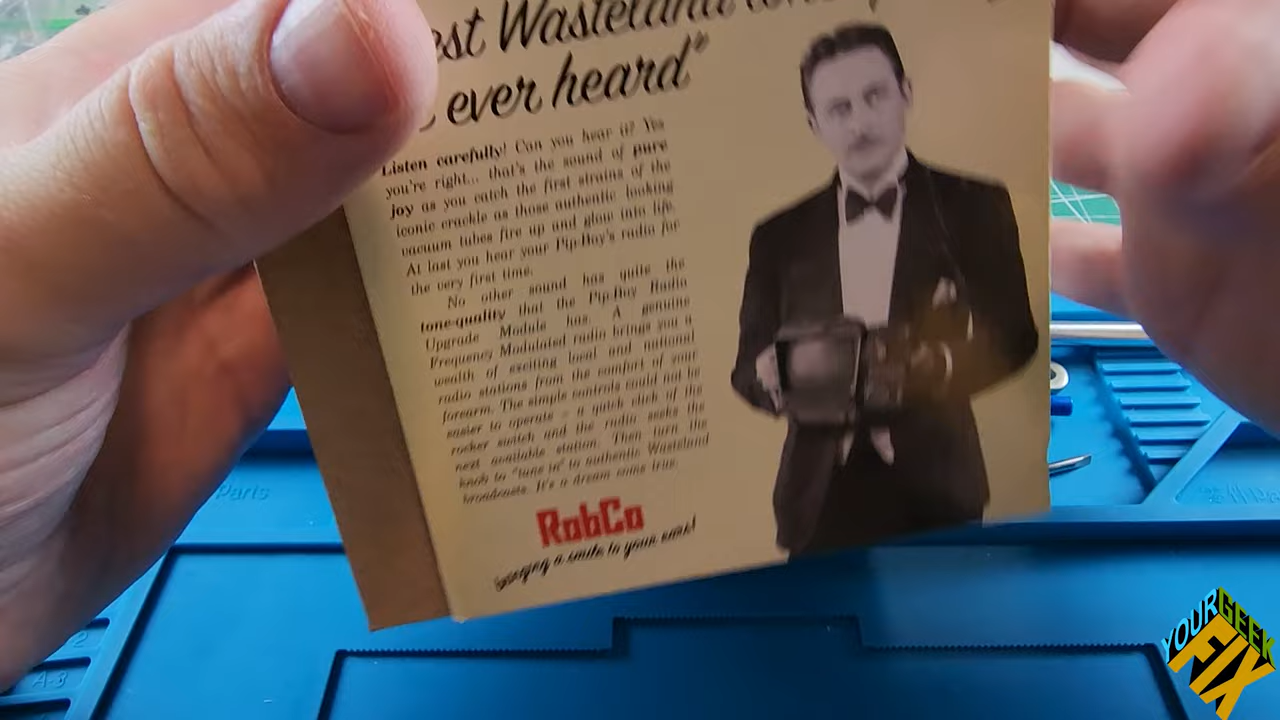 est Wasteland
ever heard"
Listen carefully! Can you hear it? Yes
you're right... that's the sound of pure
joy as you catch the first strains of the
iconic crackle as those authentic looking
vacuum tubes fire up and glow into life.
At last you hear your Pip-Boy's radio for
the very first time.
No other sound has quite the
tone-quality that the Pip-Boy Radio
Upgrade Module has. A genuine
Frequency Modulated radio brings you a
wealth of exciting local and national
radio stations from the comfort of your
forearm. The simple controls could not be
easier to operate – a quick click of the
rocker switch and the radio seeks the
next available station. Then turn the
knob to "tune in" to authentic Wasteland
broadcasts. It's a dream come true.
RobCo
bringing a smile to your ears!
Parts
A-3
YOUR GEEK
FIX